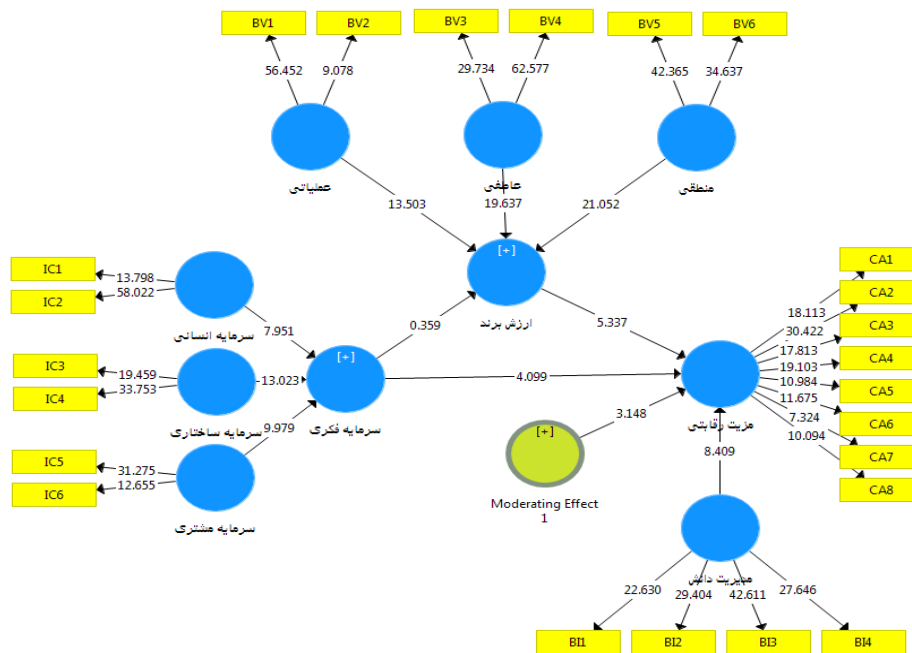 BV1
BV2
BV3
BV4
BV5
BV6
56.452
9.078
29.734
62.577
42.365
34.637
عملیاتی
عاطفی
منطقی
13.503
19.637
21.052
[+]
ارزش برند
IC1
IC2
13.798
58.022
سرمایه انسانی
7.951
0.359
5.337
IC3
IC4
19.459
33.753
سرمایه ساختاری
13.023
[+]
سرمایه فکری
4.099
IC5
IC6
31.275
12.655
سرمایه مشتری
9.979
[+]
Moderating Effect
1
3.148
مزیت رقابتی
8.409
CA1
CA2
CA3
CA4
CA5
CA6
CA7
CA8
18.113
30.422
17.813
19.103
10.984
11.675
7.324
10.094
مدیریت دانش
22.630
29.404
42.611
27.646
BI1
BI2
BI3
BI4